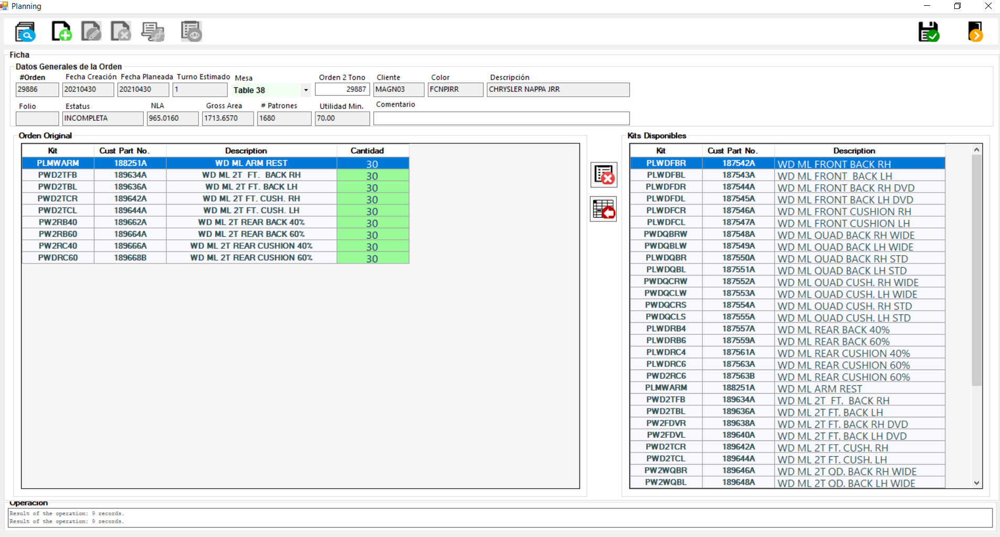 Planning
Ficha
Datos Generales de la Orden
#Orden Fecha Creación Fecha Planeada Turno Estimado Mesa Orden 2 Tono Cliente Color Descripción
29886 20210430 20210430 1 Table 38 29887 MAGN03 FCNPJRR CHRYSLER NAPPA JRR
Folio Estatus NLA Gross Area # Patrones Utilidad Min. Comentario
INCOMPLETA 965.0160 1713.6570 1680 70.00
Orden Original
Kit Cust Part No. Description Cantidad
PLMWARM 188251A WD ML ARM REST 30
PWD2TFB 189634A WD ML 2T FT. BACK RH 30
PWD2TBL 189636A WD ML 2T FT. BACK LH 30
PWD2TCR 189642A WD ML 2T FT. CUSH. RH 30
PWD2TCL 189644A WD ML 2T FT. CUSH. LH 30
PW2RB40 189662A WD ML 2T REAR BACK 40% 30
PW2RB60 189664A WD ML 2T REAR BACK 60% 30
PW2RC40 189666A WD ML 2T REAR CUSHION 40% 30
PWDRC60 189668B WD ML 2T REAR CUSHION 60% 30
Kits Disponibles
Kit Cust Part No. Description
PLWDFBR 187542A WD ML FRONT BACK RH
PLWDFBL 187543A WD ML FRONT BACK LH
PLWDFDR 187544A WD ML FRONT BACK RH DVD
PLWDFDL 187545A WD ML FRONT BACK LH DVD
PLWDFCR 187546A WD ML FRONT CUSHION RH
PLWDFCL 187547A WD ML FRONT CUSHION LH
PWDQBRW 187548A WD ML QUAD BACK RH WIDE
PWDQBLW 187549A WD ML QUAD BACK LH WIDE
PLWDQBR 187550A WD ML QUAD BACK RH STD
PLWDQBL 187551A WD ML QUAD BACK LH STD
PWDQCRW 187552A WD ML QUAD CUSH. RH WIDE
PWDQCLW 187553A WD ML QUAD CUSH. LH WIDE
PWDQCRS 187554A WD ML QUAD CUSH. RH STD
PWDQCLS 187555A WD ML QUAD CUSH. LH STD
PLWDRB4 187557A WD ML REAR BACK 40%
PLWDRB6 187559A WD ML REAR BACK 60%
PLWDRC4 187561A WD ML REAR CUSHION 40%
PLWDRC6 187563A WD ML REAR CUSHION 60%
PWD2RC6 187563B WD ML REAR CUSHION 60%
PLMWARM 188251A WD ML ARM REST
PWD2TFB 189634A WD ML 2T FT. BACK RH
PWD2TBL 189636A WD ML 2T FT. BACK LH
PW2FDVR 189638A WD ML 2T FT. BACK RH DVD
PW2FDVL 189640A WD ML 2T FT. BACK LH DVD
PWD2TCR 189642A WD ML 2T FT. CUSH. RH
PWD2TCL 189644A WD ML 2T FT. CUSH. LH
PW2WQBR 189646A WD ML 2T QD. BACK RH WIDE
PW2WQBL 189648A WD ML 2T QD. BACK LH WIDE
Operación
Result of the operation: 9 records.
Result of the operation: 9 records.